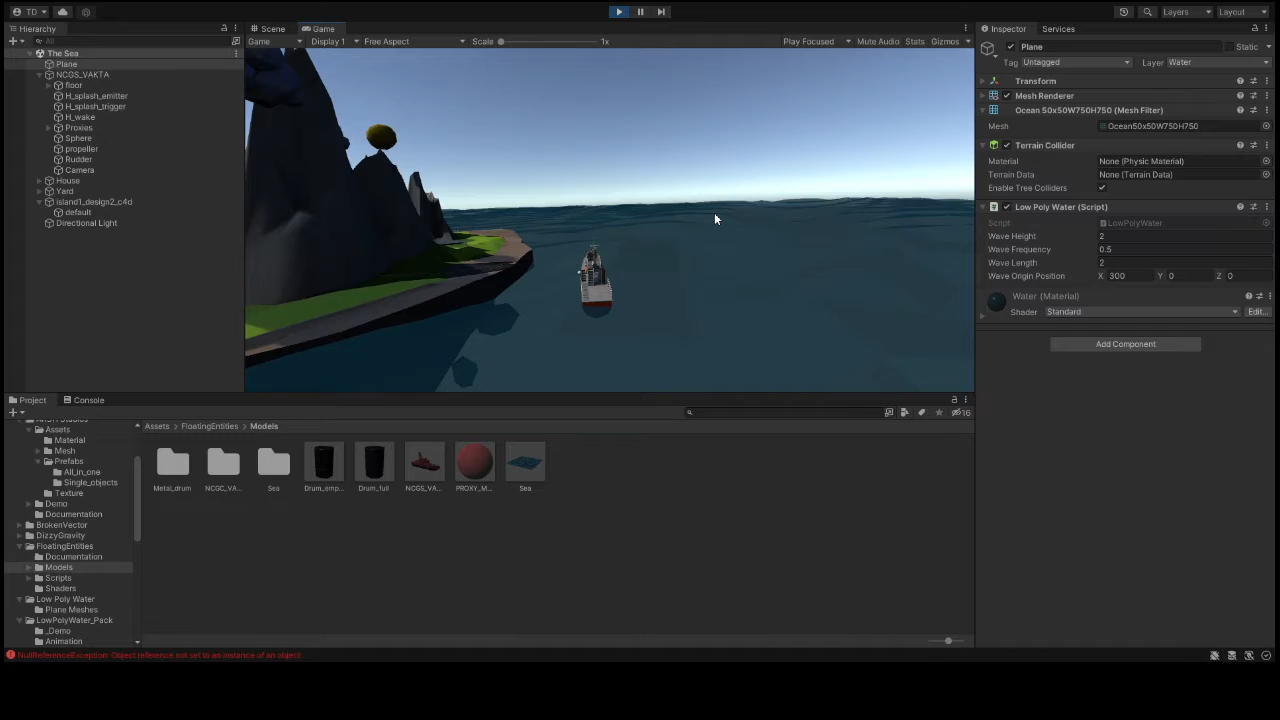 TD
Layers
Layout
Hierarchy
All
The Sea
Plane
NCGS_VAKTA
floor
H_splash_emitter
H_splash_trigger
H_wake
Proxies
Sphere
propeller
Rudder
Camera
House
Yard
island1_design2_c4d
default
Directional Light
Scene
Game
Game
Display 1
Free Aspect
Scale
1x
Play Focused
Mute Audio
Stats
Gizmos
Inspector
Services
Plane
Static
Tag
Untagged
Layer
Water
Transform
Mesh Renderer
Ocean 50x50W750H750 (Mesh Filter)
Mesh
Ocean50x50W750H750
Terrain Collider
Material
None (Physic Material)
Terrain Data
None (Terrain Data)
Enable Tree Colliders
Low Poly Water (Script)
Script
LowPolyWater
Wave Height
2
Wave Frequency
0.5
Wave Length
2
Wave Origin Position
X 300 Y 0 Z 0
Water (Material)
Shader
Standard
Edit...
Add Component
Project
Console
16
Assets
Material
Mesh
Prefabs
All_in_one
Single_objects
Texture
Demo
Documentation
BrokenVector
DizzyGravity
FloatingEntities
Documentation
Models
Scripts
Shaders
Low Poly Water
Plane Meshes
LowPolyWater_Pack
_Demo
Animation
Assets
FloatingEntities
Models
Metal_drum
NCGC_VA...
Sea
Drum_emp...
Drum_full
NCGS_VA...
PROXY_M...
Sea
NullReferenceException: Object reference not set to an instance of an object